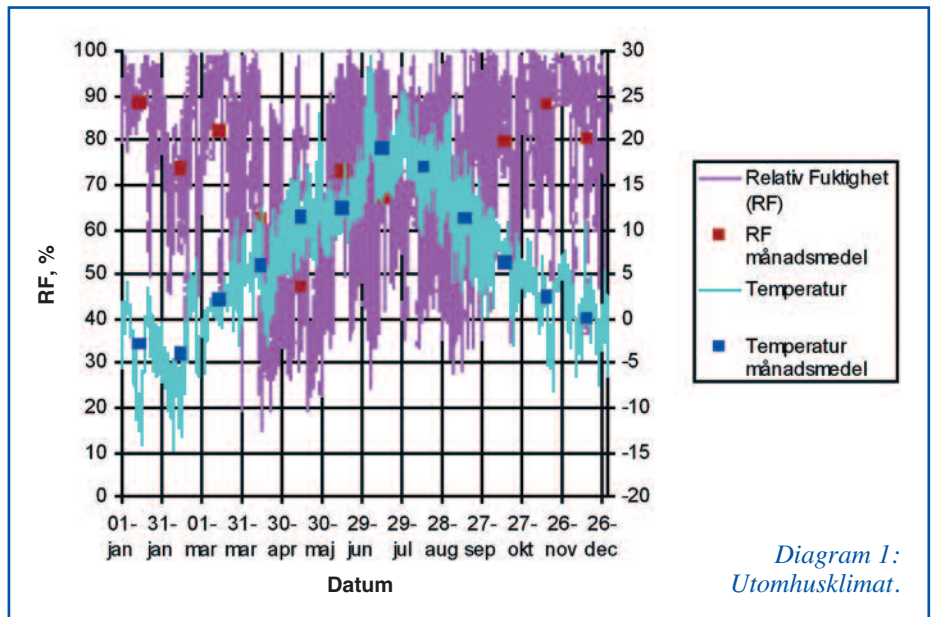 100
90
80
70
60
50
40
30
20
10
0
RF, %
30
25
20
15
10
5
0
-5
-10
-15
-20
01- 31- 01- 31- 30- 30- 29- 29- 28- 27- 27- 26- 26-
jan jan mar mar apr maj jun jul aug sep okt nov dec
Datum
Relativ Fuktighet
(RF)
RF
månadsmedel
Temperatur
Temperatur
månadsmedel
Diagram 1:
Utomhusklimat.